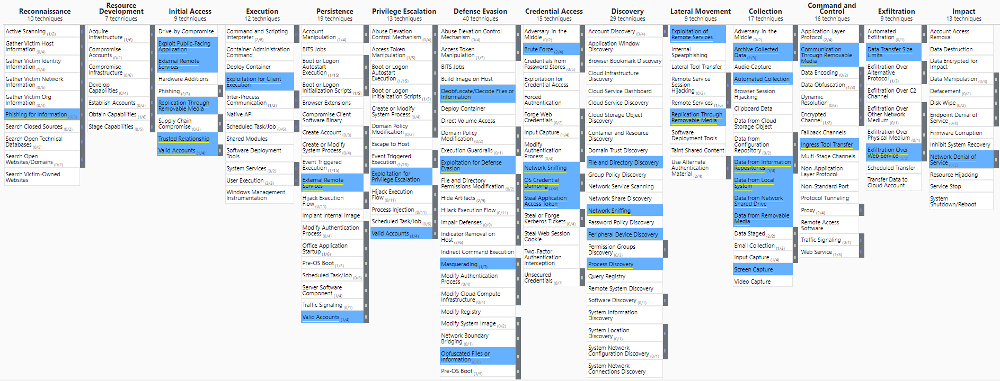 Reconnaissance
10 techniques
Active Scanning (1/2)
Gather Victim Host
Information (0/4)
Gather Victim Identity
Information (1/3)
Gather Victim Network
Information (0/6)
Gather Victim Org
Information (0/4)
Phishing for Information (0/3)
Search Closed Sources (0/2)
Search Open Technical
Databases (0/5)
Search Open
Websites/Domains (0/2)
Search Victim-Owned
Websites
Resource
Development
7 techniques
Acquire
Infrastructure (1/6)
Compromise
Accounts (0/2)
Compromise
Infrastructure (0/6)
Develop
Capabilities (0/4)
Establish Accounts (0/2)
Obtain Capabilities (1/6)
Stage Capabilities (0/5)
Initial Access
9 techniques
Drive-by Compromise
Exploit Public-Facing
Application
External Remote
Services
Hardware Additions
Phishing (2/3)
Replication Through
Removable Media
Supply Chain
Compromise (0/3)
Trusted Relationship
Valid Accounts (1/4)
Execution
12 techniques
Command and Scripting
Interpreter (2/8)
Container Administration
Command
Deploy Container
Exploitation for Client
Execution
Inter-Process
Communication (1/2)
Native API
Scheduled Task/Job (0/6)
Shared Modules
Software Deployment
Tools
System Services (0/2)
User Execution (2/3)
Windows Management
Instrumentation
Persistence
19 techniques
Account
Manipulation (1/4)
BITS Jobs
Boot or Logon
Autostart
Execution (1/15)
Boot or Logon
Initialization Scripts (1/5)
Browser Extensions
Compromise Client
Software Binary
Create Account (0/3)
Create or Modify
System Process (0/4)
Event Triggered
Execution (1/15)
External Remote
Services
Hijack Execution
Flow (0/11)
Implant Internal Image
Modify Authentication
Process (0/4)
Office Application
Startup (1/6)
Pre-OS Boot (1/5)
Scheduled Task/Job (0/6)
Server Software
Component (1/4)
Traffic Signaling (0/1)
Valid Accounts (1/4)
Privilege Escalation
13 techniques
Abuse Elevation
Control Mechanism (0/4)
Access Token
Manipulation (1/5)
Boot or Logon
Autostart
Execution (1/15)
Boot or Logon
Initialization Scripts (1/5)
Create or Modify
System Process (0/4)
Domain Policy
Modification (0/2)
Escape to Host
Event Triggered
Execution (1/15)
Exploitation for
Privilege Escalation
Hijack Execution
Flow (0/11)
Process Injection (0/11)
Scheduled Task/Job (0/6)
Valid Accounts (1/4)
Defense Evasion
40 techniques
Abuse Elevation Control
Mechanism (0/4)
Access Token
Manipulation (1/5)
BITS Jobs
Build Image on Host
Deobfuscate/Decode Files or
Information
Deploy Container
Direct Volume Access
Domain Policy
Modification (0/2)
Execution Guardrails (0/1)
Exploitation for Defense
Evasion
File and Directory
Permissions Modification (0/2)
Hide Artifacts (2/9)
Hijack Execution Flow (0/11)
Impair Defenses (0/9)
Indicator Removal on
Host (3/6)
Indirect Command Execution
Masquerading (1/7)
Modify Authentication
Process (0/4)
Modify Cloud Compute
Infrastructure (0/4)
Modify Registry
Modify System Image (0/2)
Network Boundary
Bridging (0/1)
Obfuscated Files or
Information (0/6)
Pre-OS Boot (1/5)
Credential Access
15 techniques
Adversary-in-the-
Middle (0/2)
Brute Force (2/4)
Credentials from
Password Stores (0/5)
Exploitation for
Credential Access
Forced
Authentication
Forge Web
Credentials (0/2)
Input Capture (1/4)
Modify
Authentication
Process (0/4)
Network Sniffing
OS Credential
Dumping (2/8)
Steal Application
Access Token
Steal or Forge
Kerberos Tickets (0/4)
Steal Web Session
Cookie
Two-Factor
Authentication
Interception
Unsecured
Credentials (0/7)
Discovery
29 techniques
Account Discovery (0/4)
Application Window
Discovery
Browser Bookmark Discovery
Cloud Infrastructure
Discovery
Cloud Service Dashboard
Cloud Service Discovery
Cloud Storage Object
Discovery
Container and Resource
Discovery
Domain Trust Discovery
File and Directory Discovery
Group Policy Discovery
Network Service Scanning
Network Share Discovery
Network Sniffing
Password Policy Discovery
Peripheral Device Discovery
Permission Groups
Discovery (0/3)
Process Discovery
Query Registry
Remote System Discovery
Software Discovery (0/1)
System Information
Discovery
System Location
Discovery (0/1)
System Network
Configuration Discovery (0/1)
System Network
Connections Discovery
Lateral Movement
9 techniques
Exploitation of
Remote Services
Internal
Spearphishing
Lateral Tool Transfer
Remote Service
Session
Hijacking (0/2)
Remote Services (1/6)
Replication Through
Removable Media
Software
Deployment Tools
Taint Shared Content
Use Alternate
Authentication
Material (2/4)
Collection
17 techniques
Adversary-in-the-
Middle (0/2)
Archive Collected
Data (1/3)
Audio Capture
Automated Collection
Browser Session
Hijacking
Clipboard Data
Data from Cloud
Storage Object
Data from
Configuration
Repository (0/2)
Data from Information
Repositories (1/3)
Data from Local
System
Data from Network
Shared Drive
Data from Removable
Media
Data Staged (2/2)
Email Collection (1/3)
Input Capture (1/4)
Screen Capture
Video Capture
Command and
Control
16 techniques
Application Layer
Protocol (2/4)
Communication
Through Removable
Media
Data Encoding (0/2)
Data Obfuscation (1/3)
Dynamic
Resolution (0/3)
Encrypted
Channel (1/2)
Fallback Channels
Ingress Tool Transfer
Multi-Stage Channels
Non-Application
Layer Protocol
Non-Standard Port
Protocol Tunneling
Proxy (2/4)
Remote Access
Software
Traffic Signaling (0/1)
Web Service (1/3)
Exfiltration
9 techniques
Automated
Exfiltration (0/1)
Data Transfer Size
Limits
Exfiltration Over
Alternative
Protocol (1/3)
Exfiltration Over C2
Channel
Exfiltration Over
Other Network
Medium (0/1)
Exfiltration Over
Physical Medium (0/1)
Exfiltration Over
Web Service (0/2)
Scheduled Transfer
Transfer Data to
Cloud Account
Impact
13 techniques
Account Access
Removal
Data Destruction
Data Encrypted for
Impact
Data Manipulation (0/3)
Defacement (0/2)
Disk Wipe (0/2)
Endpoint Denial of
Service (0/4)
Firmware Corruption
Inhibit System Recovery
Network Denial of
Service (0/2)
Resource Hijacking
Service Stop
System
Shutdown/Reboot